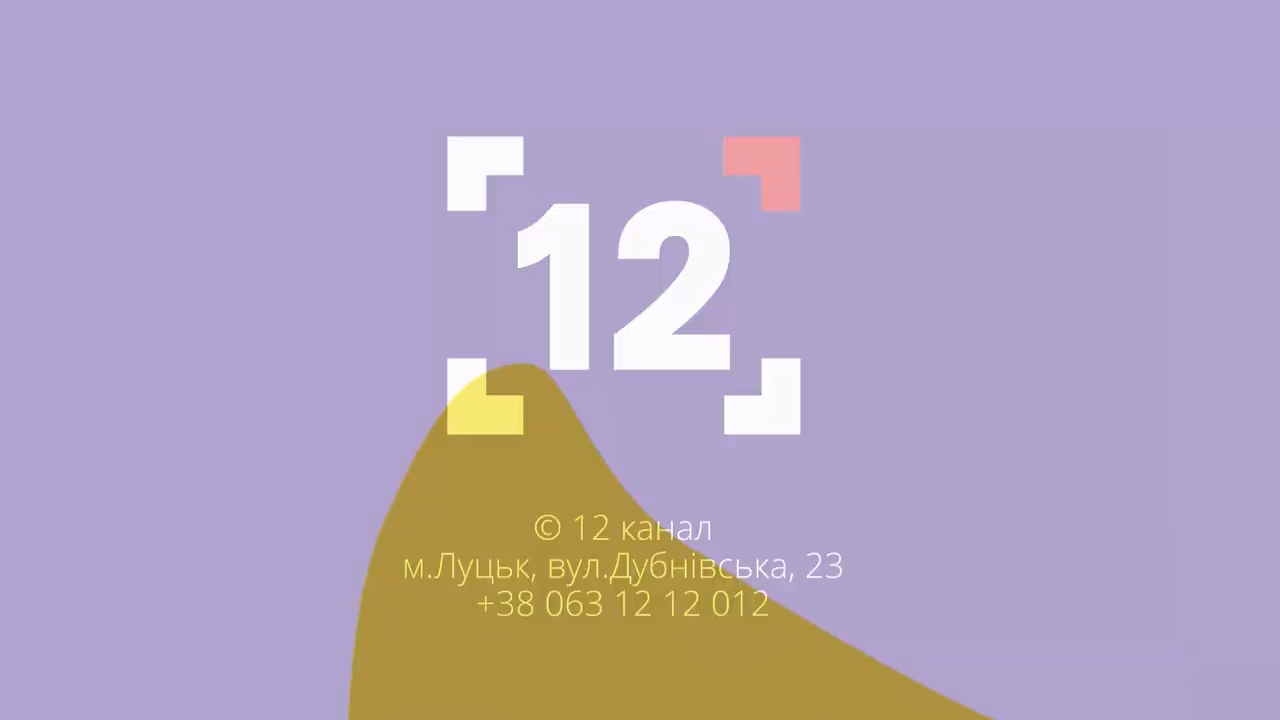 12
© 12 канал
м.Луцьк, вул.Дубнівська, 23
+38 063 12 12 012